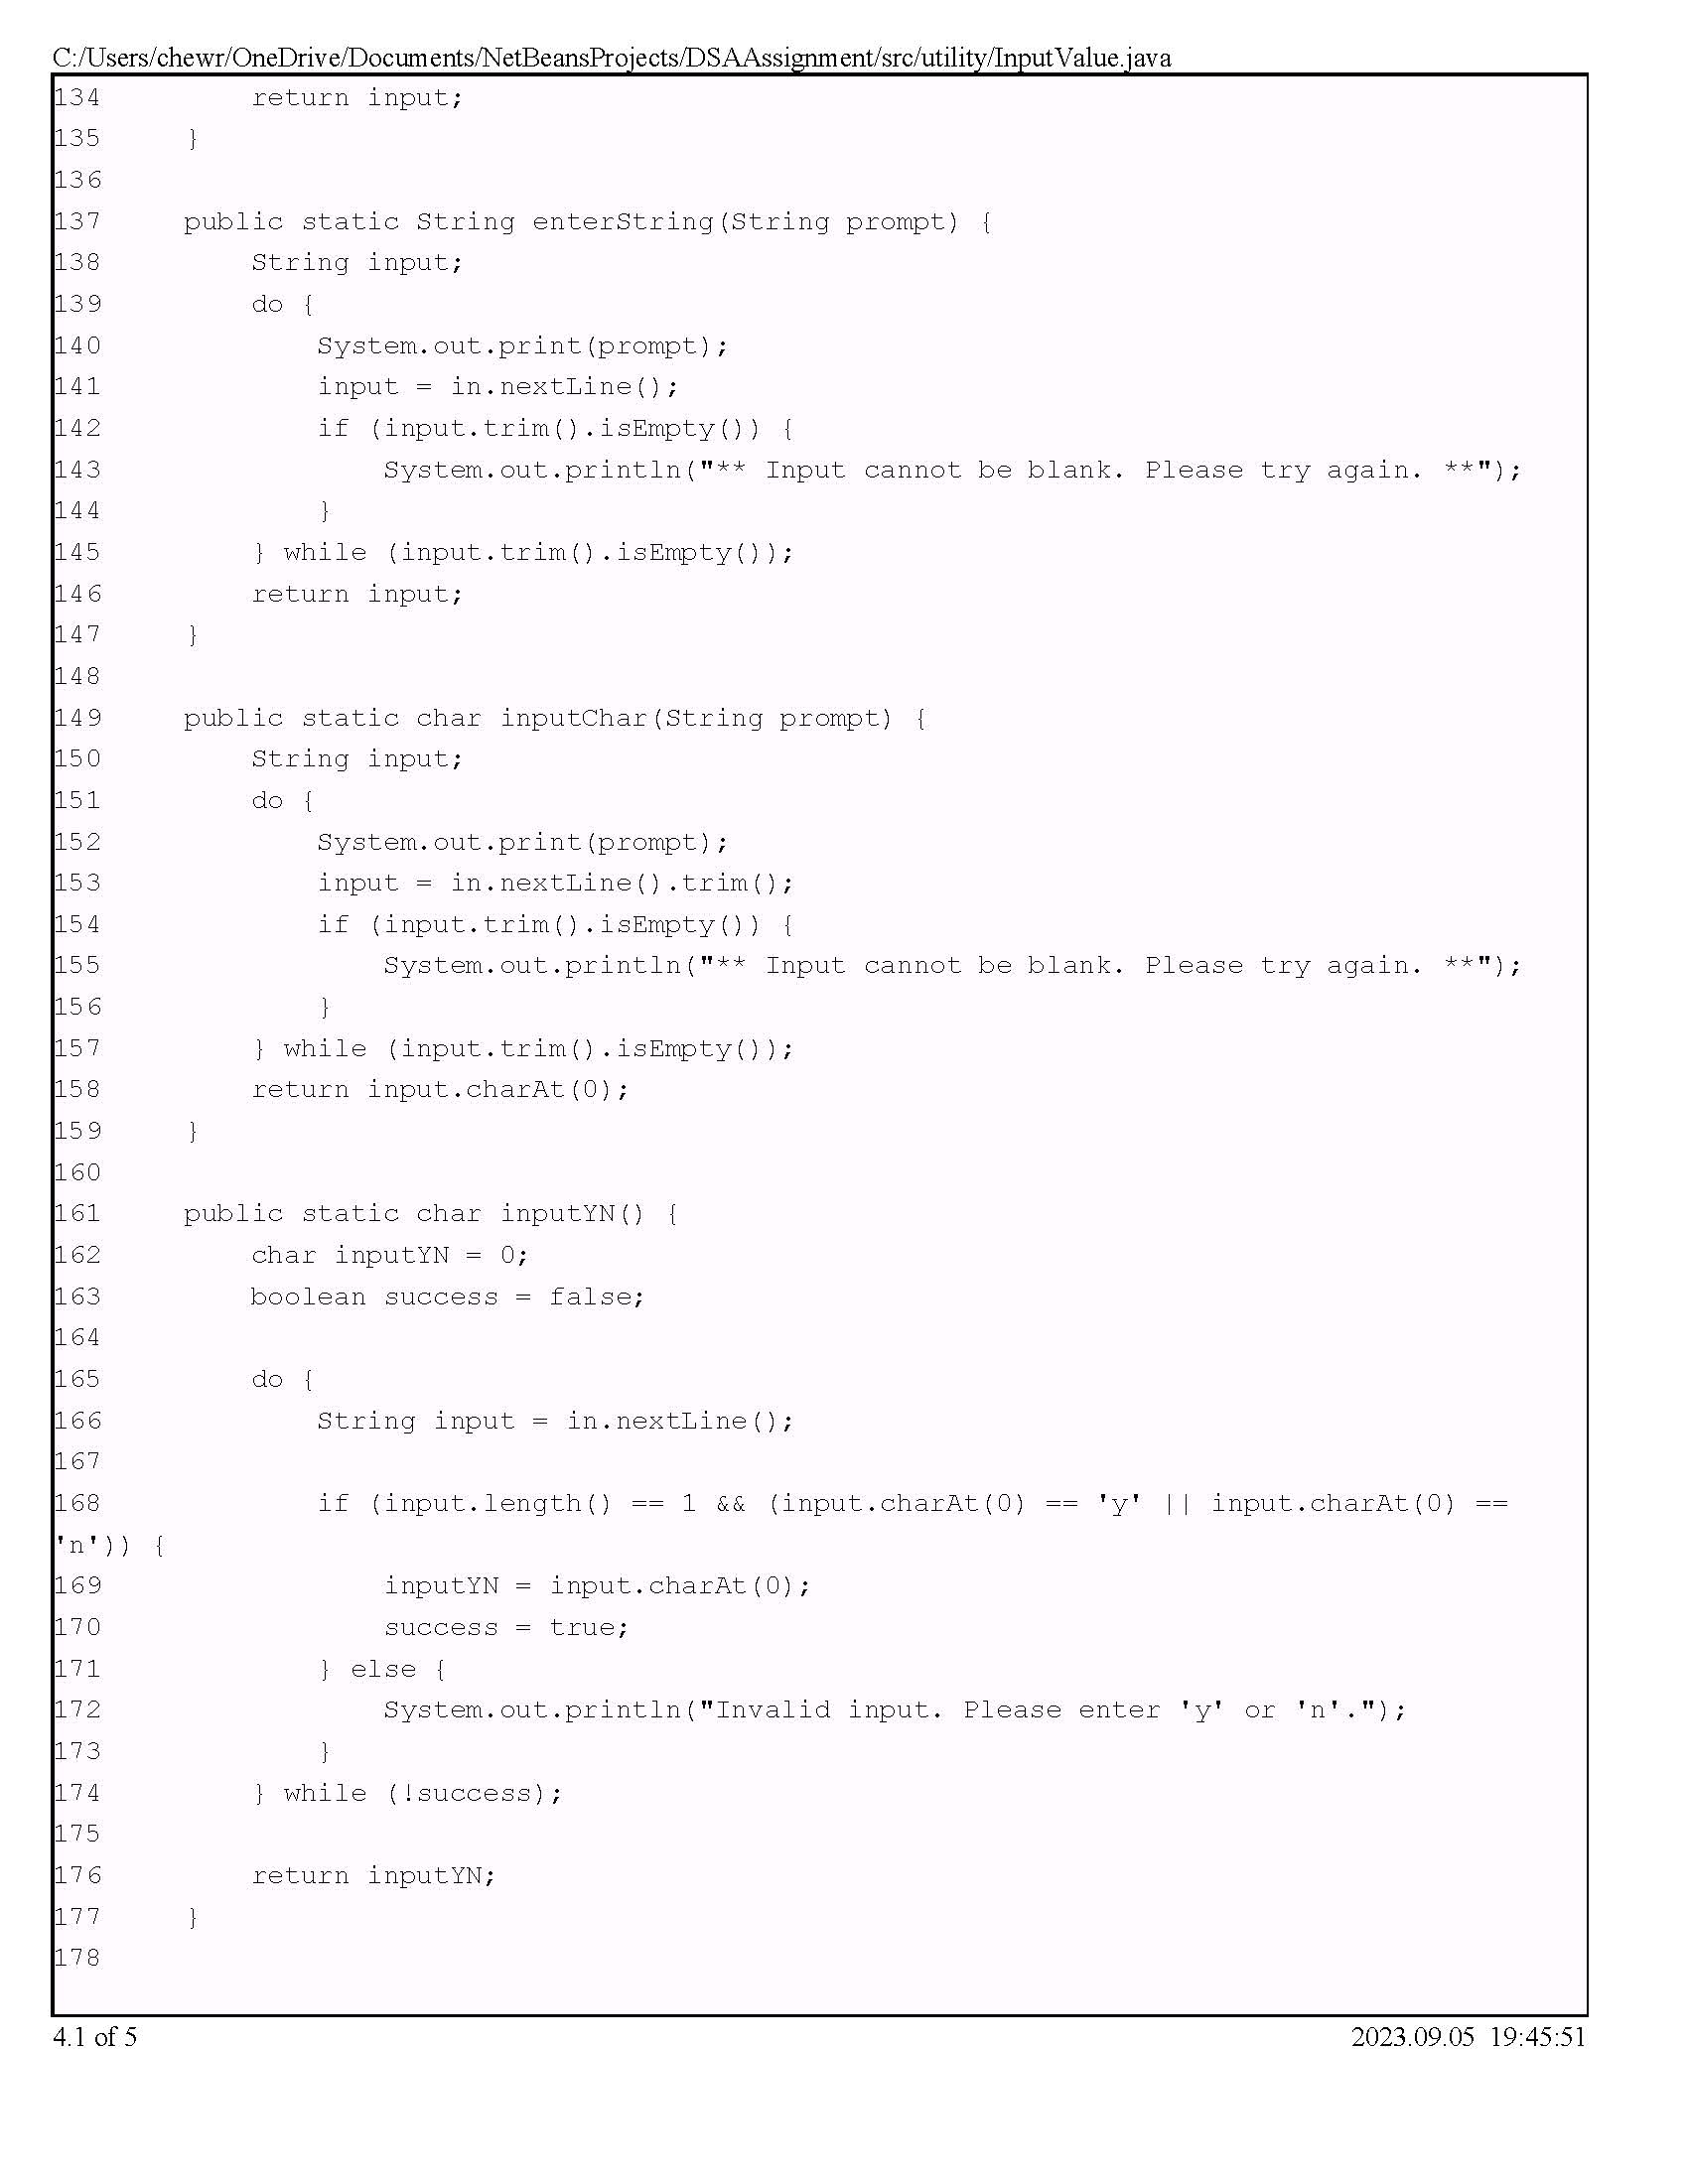 C:/Users/chewr/OneDrive/Documents/NetBeansProjects/DSAAssignment/src/utility/InputValue.java
134         return input;
135     }
136
137     public static String enterString(String prompt) {
138         String input;
139         do {
140             System.out.print(prompt);
141             input = in.nextLine();
142             if (input.trim().isEmpty()) {
143                 System.out.println("** Input cannot be blank. Please try again. **");
144             }
145         } while (input.trim().isEmpty());
146         return input;
147     }
148
149     public static char inputChar(String prompt) {
150         String input;
151         do {
152             System.out.print(prompt);
153             input = in.nextLine().trim();
154             if (input.trim().isEmpty()) {
155                 System.out.println("** Input cannot be blank. Please try again. **");
156             }
157         } while (input.trim().isEmpty());
158         return input.charAt(0);
159     }
160
161     public static char inputYN() {
162         char inputYN = 0;
163         boolean success = false;
164
165         do {
166             String input = in.nextLine();
167
168             if (input.length() == 1 && (input.charAt(0) == 'y' || input.charAt(0) ==
'n')) {
169                 inputYN = input.charAt(0);
170                 success = true;
171             } else {
172                 System.out.println("Invalid input. Please enter 'y' or 'n'.");
173             }
174         } while (!success);
175
176         return inputYN;
177     }
178
4.1 of 5 2023.09.05 19:45:51